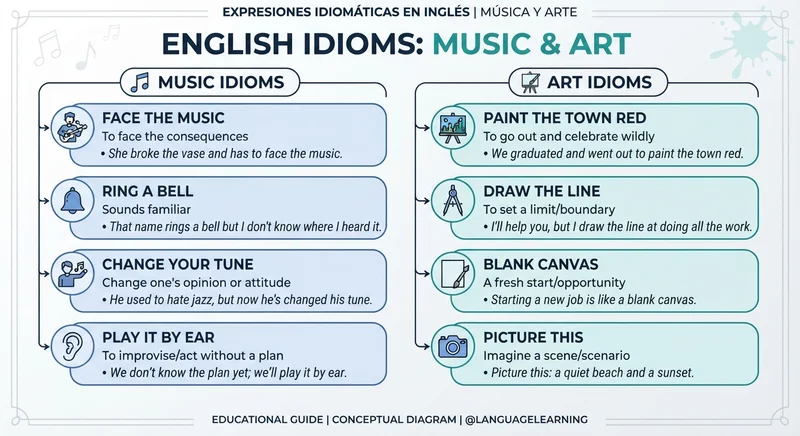 EXPRESIONES IDIOMÁTICAS EN INGLÉS | MÚSICA Y ARTE
ENGLISH IDIOMS: MUSIC & ART
MUSIC IDIOMS
FACE THE MUSIC
To face the consequences
• She broke the vase and has to face the music.
RING A BELL
Sounds familiar
• That name rings a bell but I don't know where I heard it.
CHANGE YOUR TUNE
Change one's opinion or attitude
• He used to hate jazz, but now he's changed his tune.
PLAY IT BY EAR
To improvise/act without a plan
• We don't know the plan yet; we'll play it by ear.
ART IDIOMS
PAINT THE TOWN RED
To go out and celebrate wildly
• We graduated and went out to paint the town red.
DRAW THE LINE
To set a limit/boundary
• I'll help you, but I draw the line at doing all the work.
BLANK CANVAS
A fresh start/opportunity
• Starting a new job is like a blank canvas.
PICTURE THIS
Imagine a scene/scenario
• Picture this: a quiet beach and a sunset.
EDUCATIONAL GUIDE | CONCEPTUAL DIAGRAM | @LANGUAGELEARNING